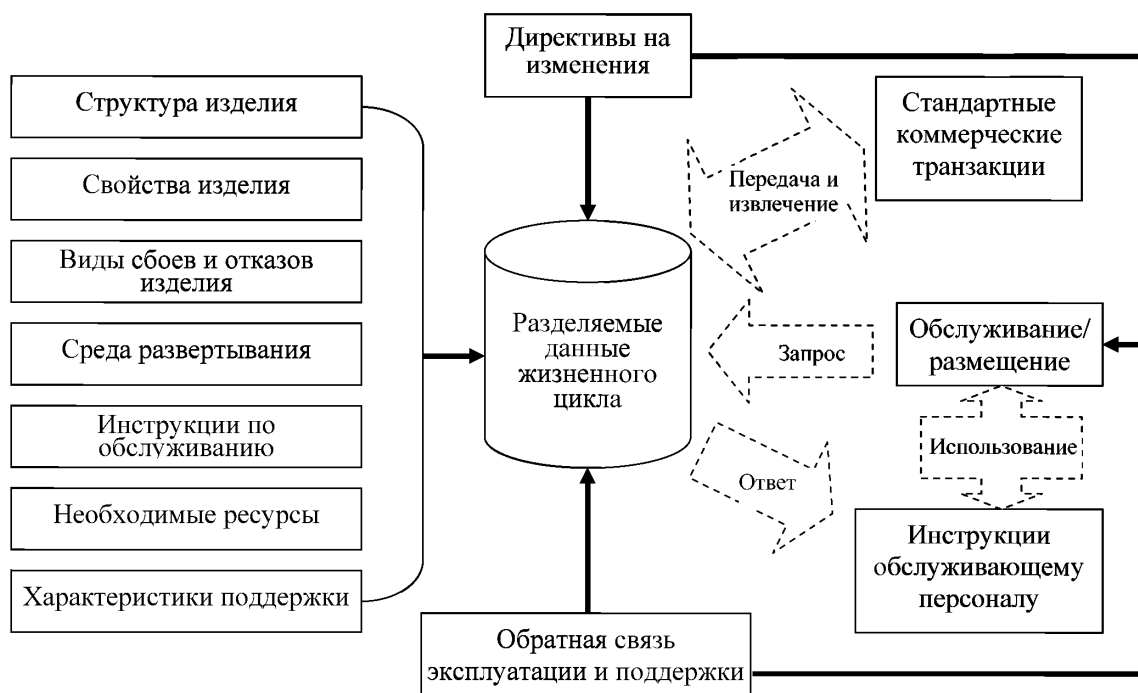 Директивы на
изменения
Структура изделия
Свойства изделия
Виды сбоев и отказов
изделия
Среда развертывания
Инструкции по
обслуживанию
Необходимые ресурсы
Характеристики поддержки
Разделяемые
данные
жизненного
цикла
Обратная связь
эксплуатации и поддержки
Передача и
извлечение
Стандартные
коммерческие
транзакции
Запрос
Обслуживание/
размещение
Использование
Ответ
Инструкции
обслуживающему
персоналу